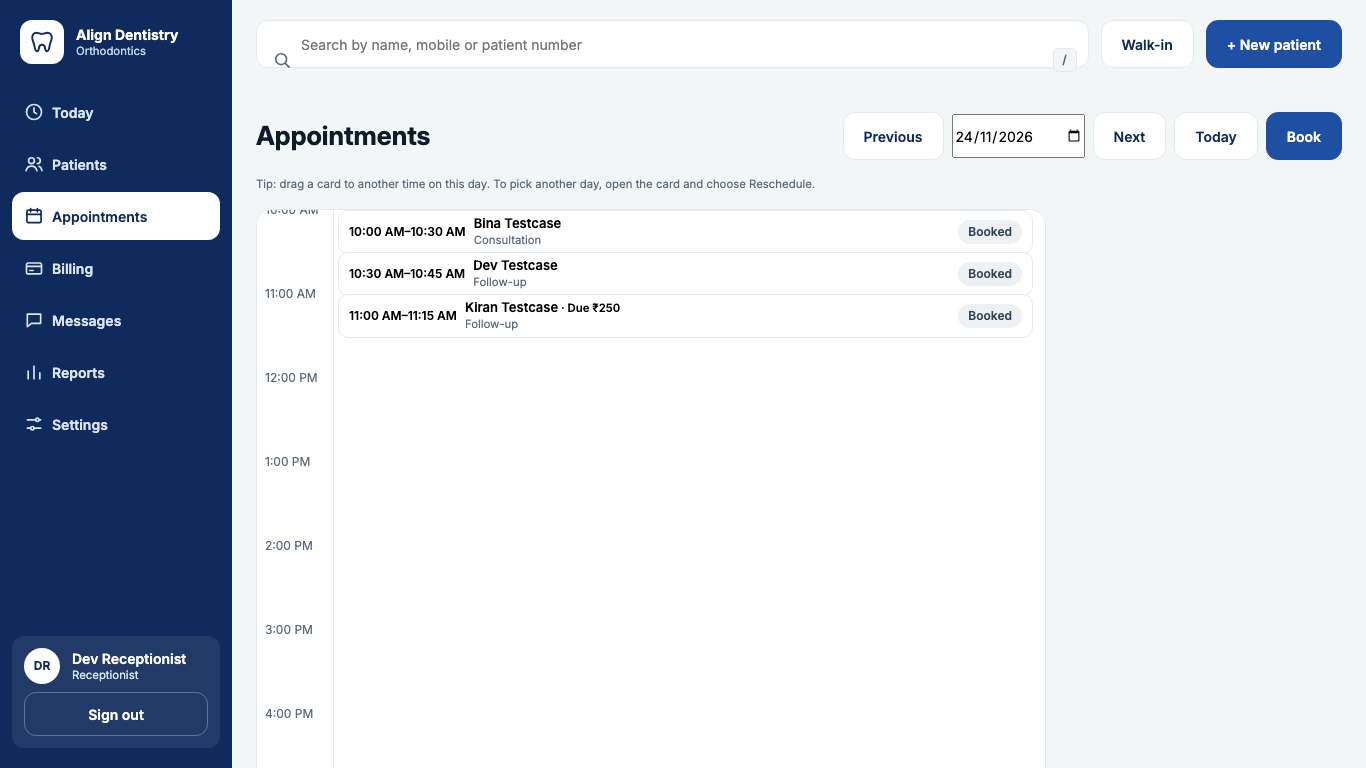 Align Dentistry
Orthodontics
Today
Patients
Appointments
Billing
Messages
Reports
Settings
DR
Dev Receptionist
Receptionist
Sign out
Search by name, mobile or patient number
/
Walk-in
+ New patient
Appointments
Previous
24/11/2026
Next
Today
Book
Tip: drag a card to another time on this day. To pick another day, open the card and choose Reschedule.
10:00 AM
10:00 AM–10:30 AM Bina Testcase
Consultation
Booked
10:30 AM–10:45 AM Dev Testcase
Follow-up
Booked
11:00 AM
11:00 AM–11:15 AM Kiran Testcase · Due ₹250
Follow-up
Booked
12:00 PM
1:00 PM
2:00 PM
3:00 PM
4:00 PM